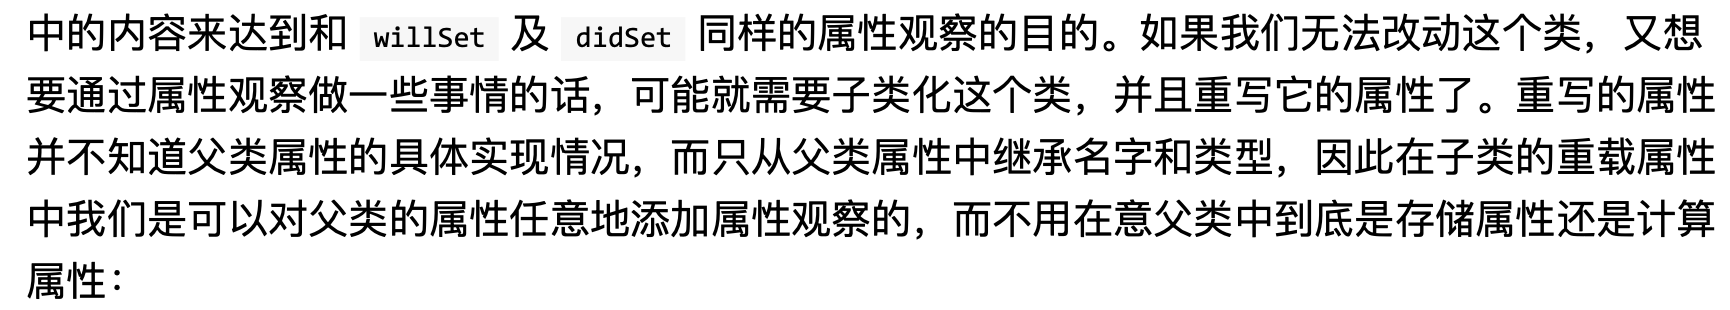 中的内容来达到和 willSet 及 didSet 同样的属性观察的目的。如果我们无法改动这个类，又想
要通过属性观察做一些事情的话，可能就需要子类化这个类，并且重写它的属性了。重写的属性
并不知道父类属性的具体实现情况，而只从父类属性中继承名字和类型，因此在子类的重载属性
中我们是可以对父类的属性任意地添加属性观察的，而不用在意父类中到底是存储属性还是计算
属性：